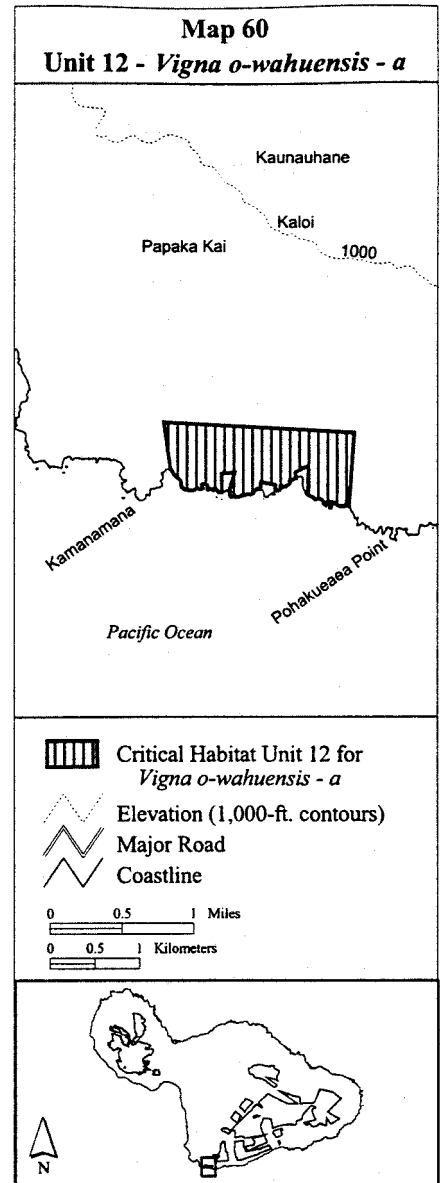 Map 60
Unit 12 - Vigna o-wahuensis - a
Kaunauhane
Kaloi
Papaka Kai
1000
Kamanamana
Pohakueaea Point
Pacific Ocean
Critical Habitat Unit 12 for
Vigna o-wahuensis - a
Elevation (1,000-ft. contours)
Major Road
Coastline
0 0.5 1 Miles
0 0.5 1 Kilometers
N